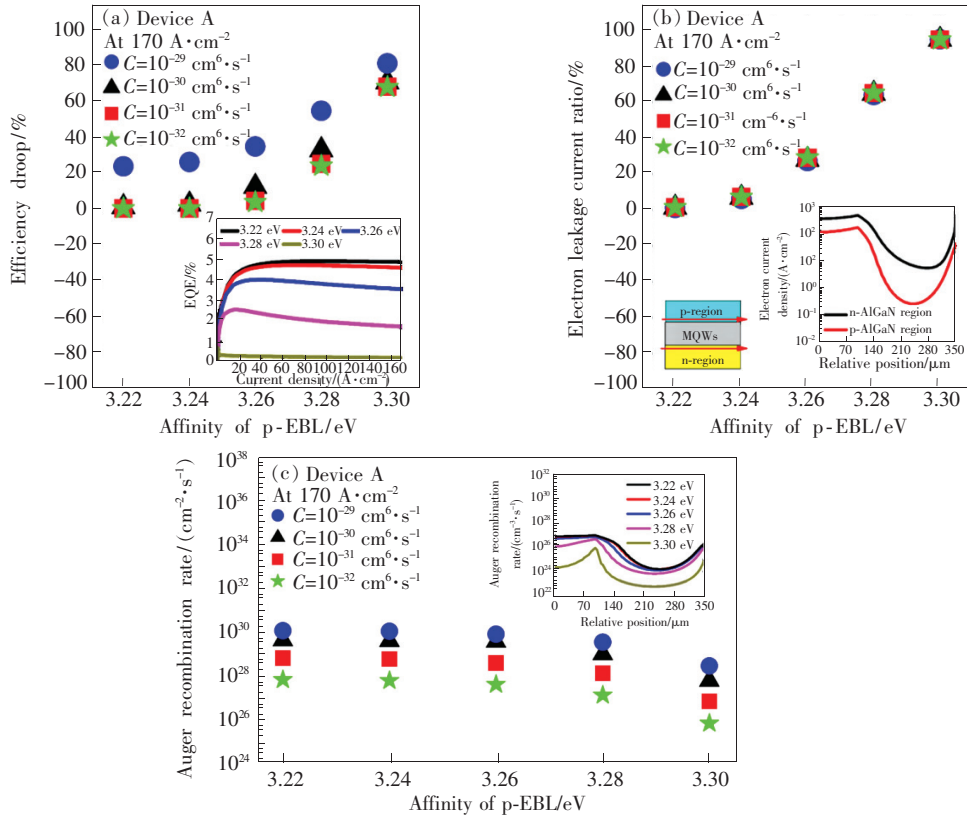 (a) Device A
At 170 A·cm⁻²
C=10⁻²⁹ cm⁶·s⁻¹
C=10⁻³⁰ cm⁶·s⁻¹
C=10⁻³¹ cm⁶·s⁻¹
C=10⁻³² cm⁶·s⁻¹
Efficiency droop/%
100
80
60
40
20
0
−20
−40
−60
−80
−100
3.22 3.24 3.26 3.28 3.30
Affinity of p-EBL/eV
3.22 eV 3.24 eV 3.26 eV
3.28 eV 3.30 eV
EQE/%
7
6
5
4
3
2
1
0
20 40 60 80 100 120 140 160
Current density/(A·cm⁻²)
(b) Device A
At 170 A·cm⁻²
C=10⁻²⁹ cm⁶·s⁻¹
C=10⁻³⁰ cm⁶·s⁻¹
C=10⁻³¹ cm⁻⁶·s⁻¹
C=10⁻³² cm⁶·s⁻¹
Electron leakage current ratio/%
100
80
60
40
20
0
−20
−40
−60
−80
−100
3.22 3.24 3.26 3.28 3.30
Affinity of p-EBL/eV
p-region
MQWs
n-region
Electron current
density/(A·cm⁻²)
10³
10²
10¹
10⁰
10⁻¹
10⁻²
n-AlGaN region
p-AlGaN region
0 70 140 210 280 350
Relative position/μm
(c) Device A
At 170 A·cm⁻²
C=10⁻²⁹ cm⁶·s⁻¹
C=10⁻³⁰ cm⁶·s⁻¹
C=10⁻³¹ cm⁶·s⁻¹
C=10⁻³² cm⁶·s⁻¹
Auger recombination rate/(cm⁻²·s⁻¹)
10³⁸
10³⁶
10³⁴
10³²
10³⁰
10²⁸
10²⁶
10²⁴
3.22 3.24 3.26 3.28 3.30
Affinity of p-EBL/eV
Auger recombination
rate/(cm⁻³·s⁻¹)
10³²
10³⁰
10²⁸
10²⁶
10²⁴
10²²
3.22 eV
3.24 eV
3.26 eV
3.28 eV
3.30 eV
0 70 140 210 280 350
Relative position/μm